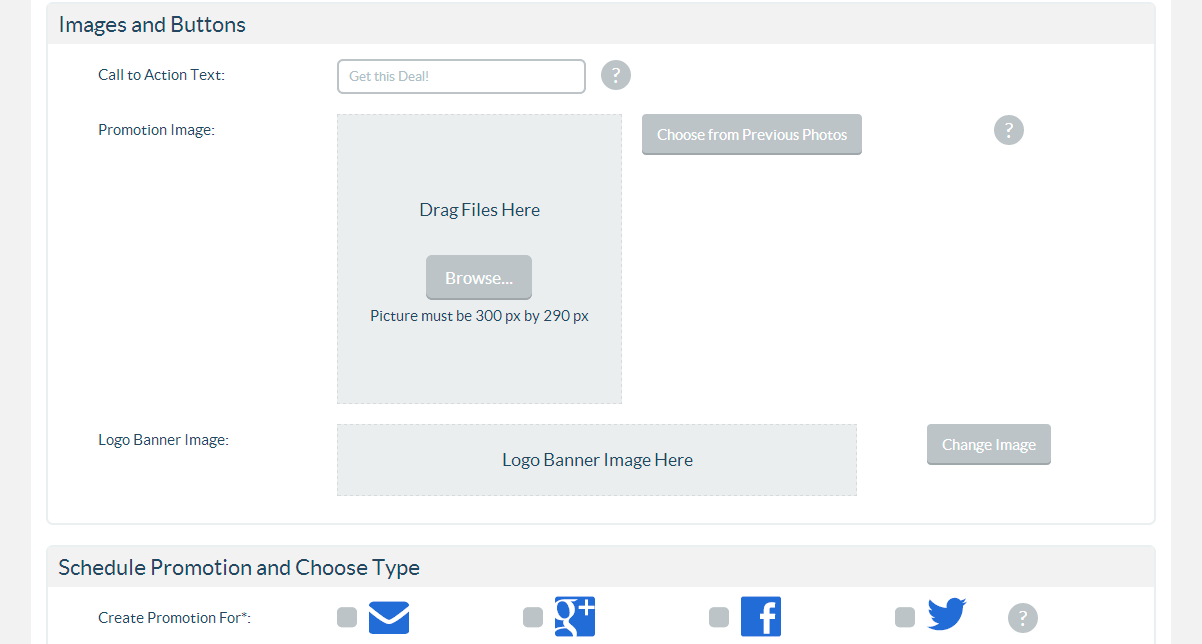 Images and Buttons
Call to Action Text:
Get this Deal!
?
Promotion Image:
Choose from Previous Photos
?
Drag Files Here
Browse...
Picture must be 300 px by 290 px
Logo Banner Image:
Logo Banner Image Here
Change Image
Schedule Promotion and Choose Type
Create Promotion For*:
g+
f
?